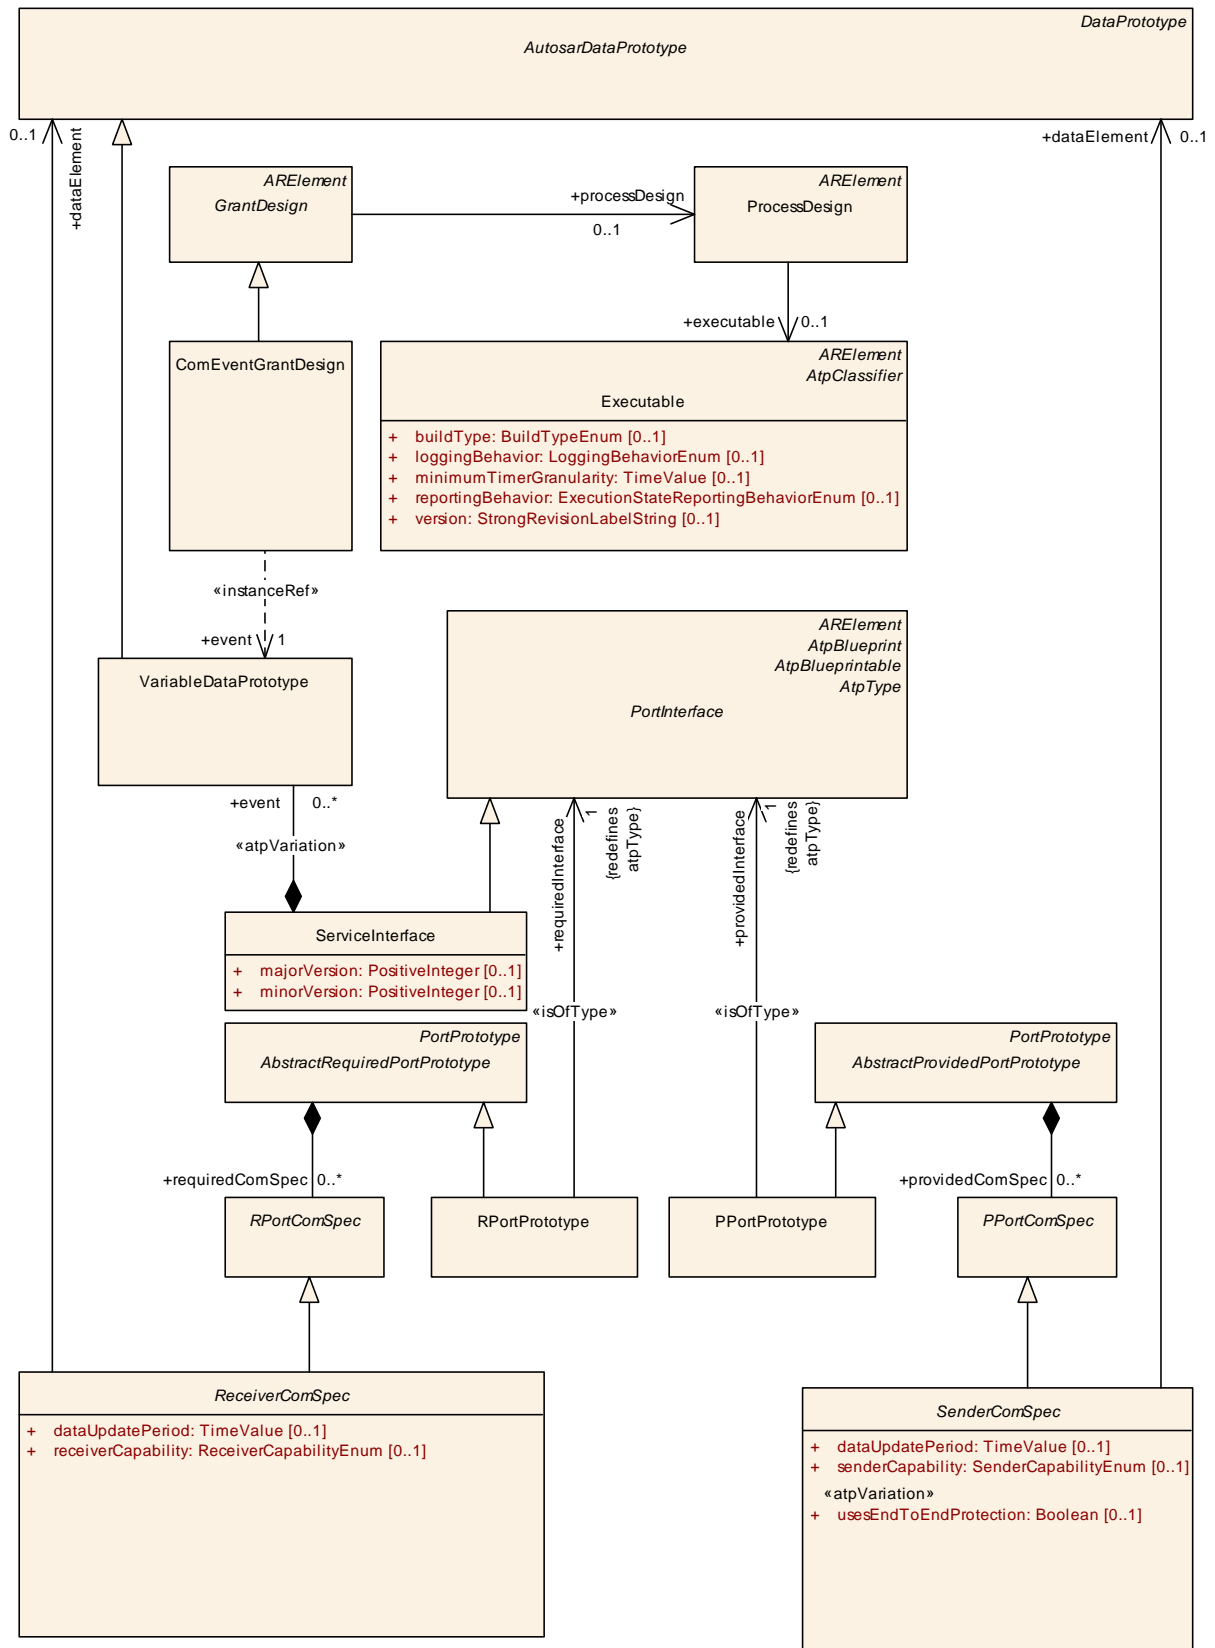 DataPrototype
AutosarDataPrototype
0..1
+dataElement
+dataElement
0..1
ARElement
GrantDesign
+processDesign
0..1
ARElement
ProcessDesign
+executable
0..1
ComEventGrantDesign
ARElement
AtpClassifier
Executable
+ buildType: BuildTypeEnum [0..1]
+ loggingBehavior: LoggingBehaviorEnum [0..1]
+ minimumTimerGranularity: TimeValue [0..1]
+ reportingBehavior: ExecutionStateReportingBehaviorEnum [0..1]
+ version: StrongRevisionLabelString [0..1]
«instanceRef»
+event
1
VariableDataPrototype
ARElement
AtpBlueprint
AtpBlueprintable
AtpType
PortInterface
+event
0..*
«atpVariation»
+requiredInterface
1
{redefines
atpType}
+providedInterface
1
{redefines
atpType}
ServiceInterface
+ majorVersion: PositiveInteger [0..1]
+ minorVersion: PositiveInteger [0..1]
«isOfType»
«isOfType»
PortPrototype
AbstractRequiredPortPrototype
PortPrototype
AbstractProvidedPortPrototype
+requiredComSpec
0..*
+providedComSpec
0..*
RPortComSpec
RPortPrototype
PPortPrototype
PPortComSpec
ReceiverComSpec
+ dataUpdatePeriod: TimeValue [0..1]
+ receiverCapability: ReceiverCapabilityEnum [0..1]
SenderComSpec
+ dataUpdatePeriod: TimeValue [0..1]
+ senderCapability: SenderCapabilityEnum [0..1]
«atpVariation»
+ usesEndToEndProtection: Boolean [0..1]